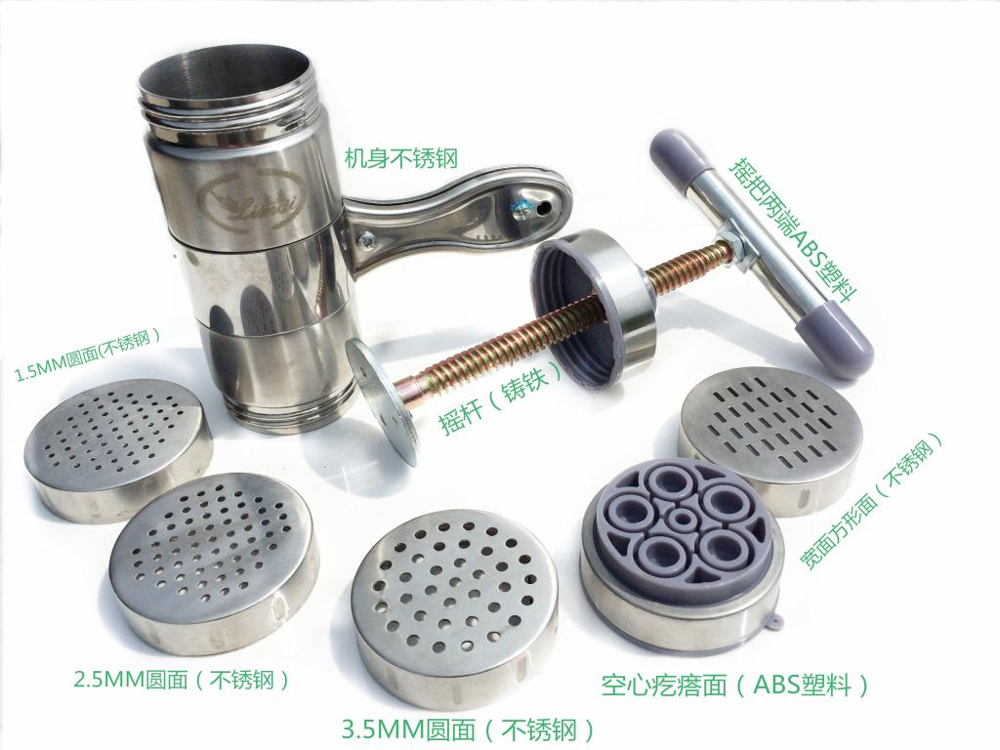 机身不锈钢
摇把两端ABS塑料
1.5MM圆面(不锈钢）
摇杆（铸铁）
宽面方形面（不锈钢）
2.5MM圆面（不锈钢）
空心疙瘩面（ABS塑料）
3.5MM圆面（不锈钢）